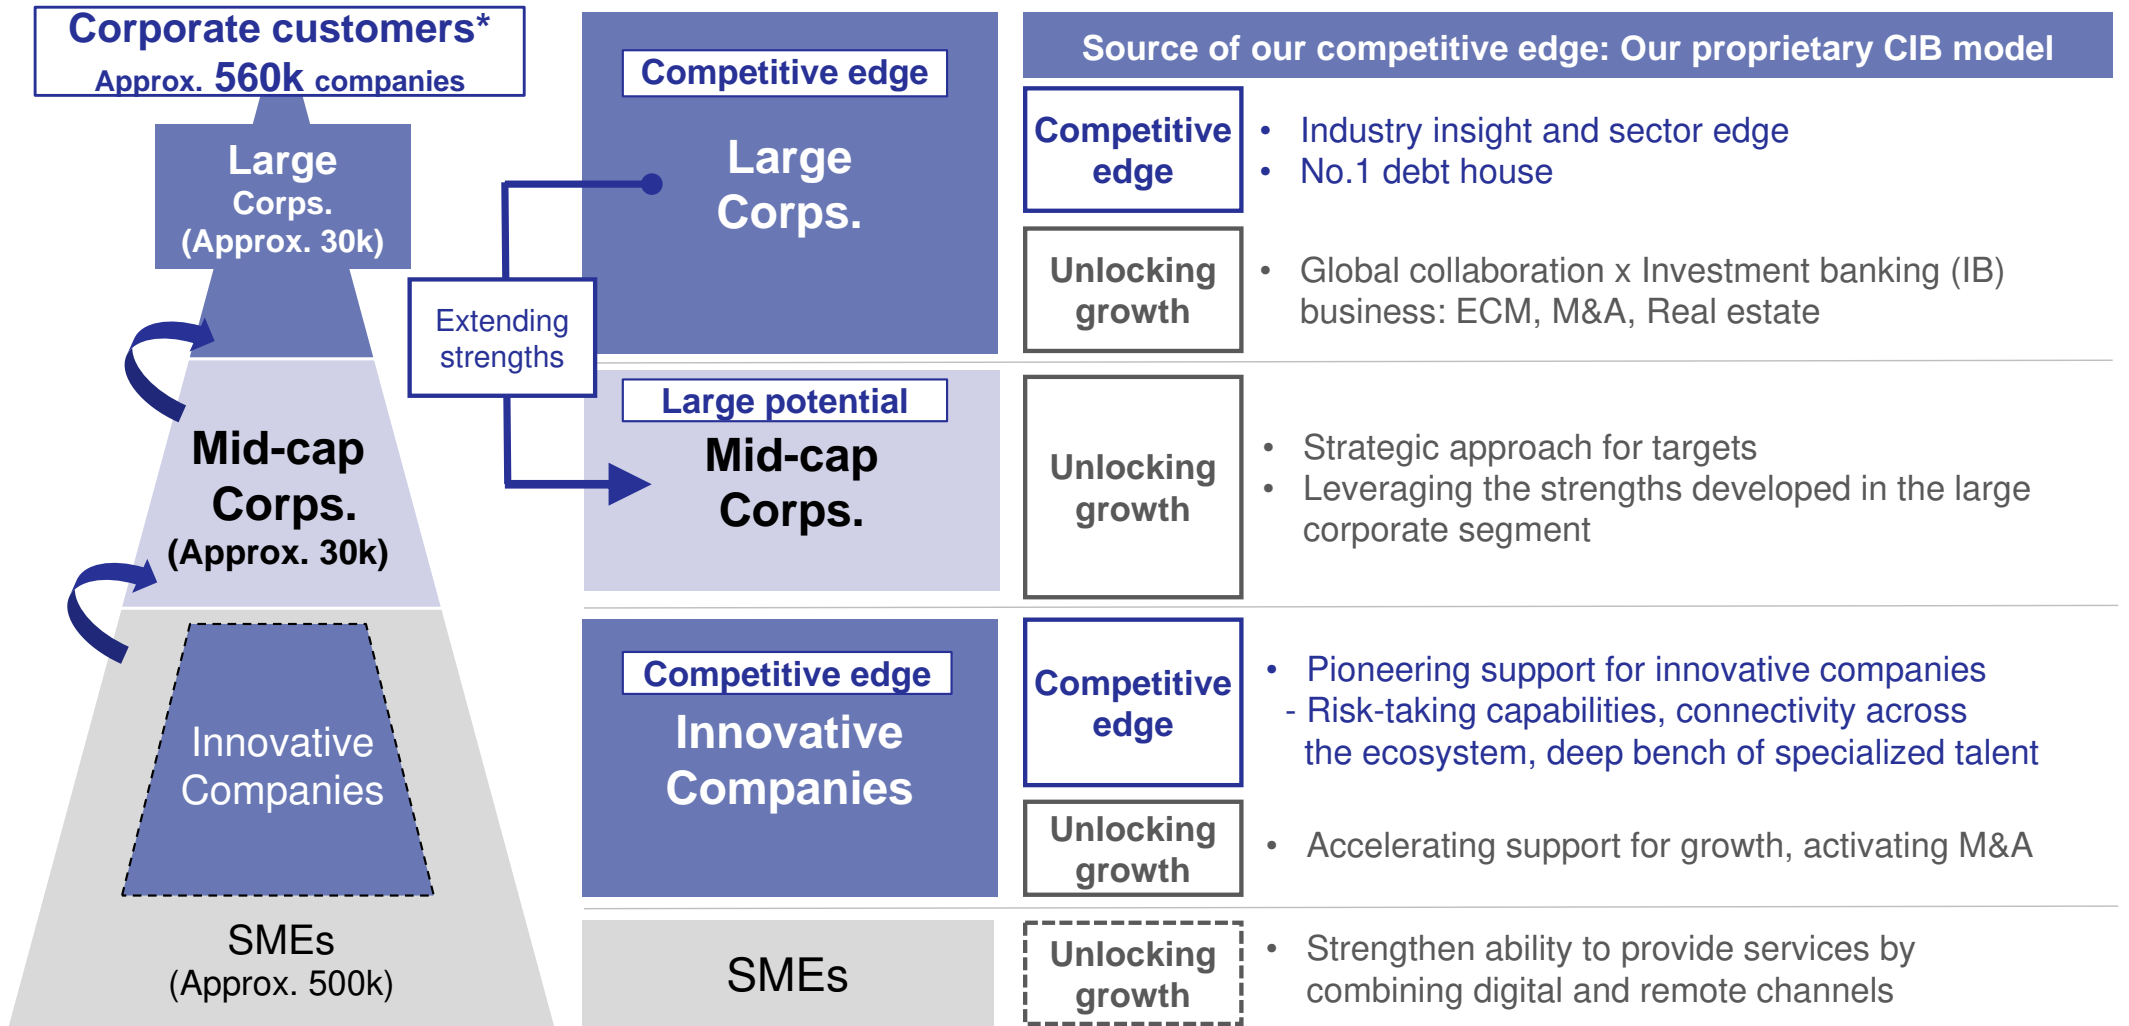 Corporate customers*
Approx. 560k companies
Large
Corps.
(Approx. 30k)
Mid-cap
Corps.
(Approx. 30k)
Innovative
Companies
SMEs
(Approx. 500k)
Extending
strengths
Competitive edge
Large
Corps.
Large potential
Mid-cap
Corps.
Competitive edge
Innovative
Companies
SMEs
Source of our competitive edge: Our proprietary CIB model
Competitive
edge
• Industry insight and sector edge
• No.1 debt house
Unlocking
growth
• Global collaboration x Investment banking (IB)
business: ECM, M&A, Real estate
Unlocking
growth
• Strategic approach for targets
• Leveraging the strengths developed in the large
corporate segment
Competitive
edge
• Pioneering support for innovative companies
- Risk-taking capabilities, connectivity across
the ecosystem, deep bench of specialized talent
Unlocking
growth
• Accelerating support for growth, activating M&A
Unlocking
growth
• Strengthen ability to provide services by
combining digital and remote channels